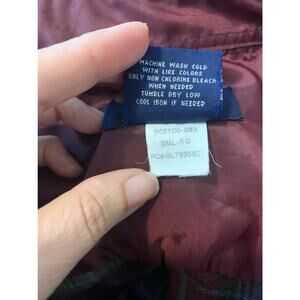 MACHINE WASH COLD
WITH LIKE COLORS
ONLY NON CHLORINE BLEACH
WHEN NEEDED
TUMBLE DRY LOW
COOL IRON IF NEEDED
SML-RG